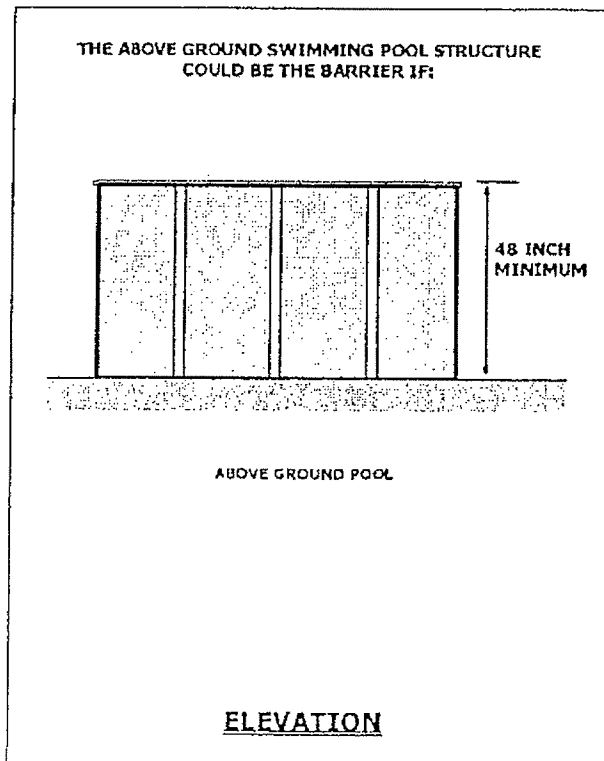 THE ABOVE GROUND SWIMMING POOL STRUCTURE
COULD BE THE BARRIER IF:
48 INCH
MINIMUM
ABOVE GROUND POOL
ELEVATION